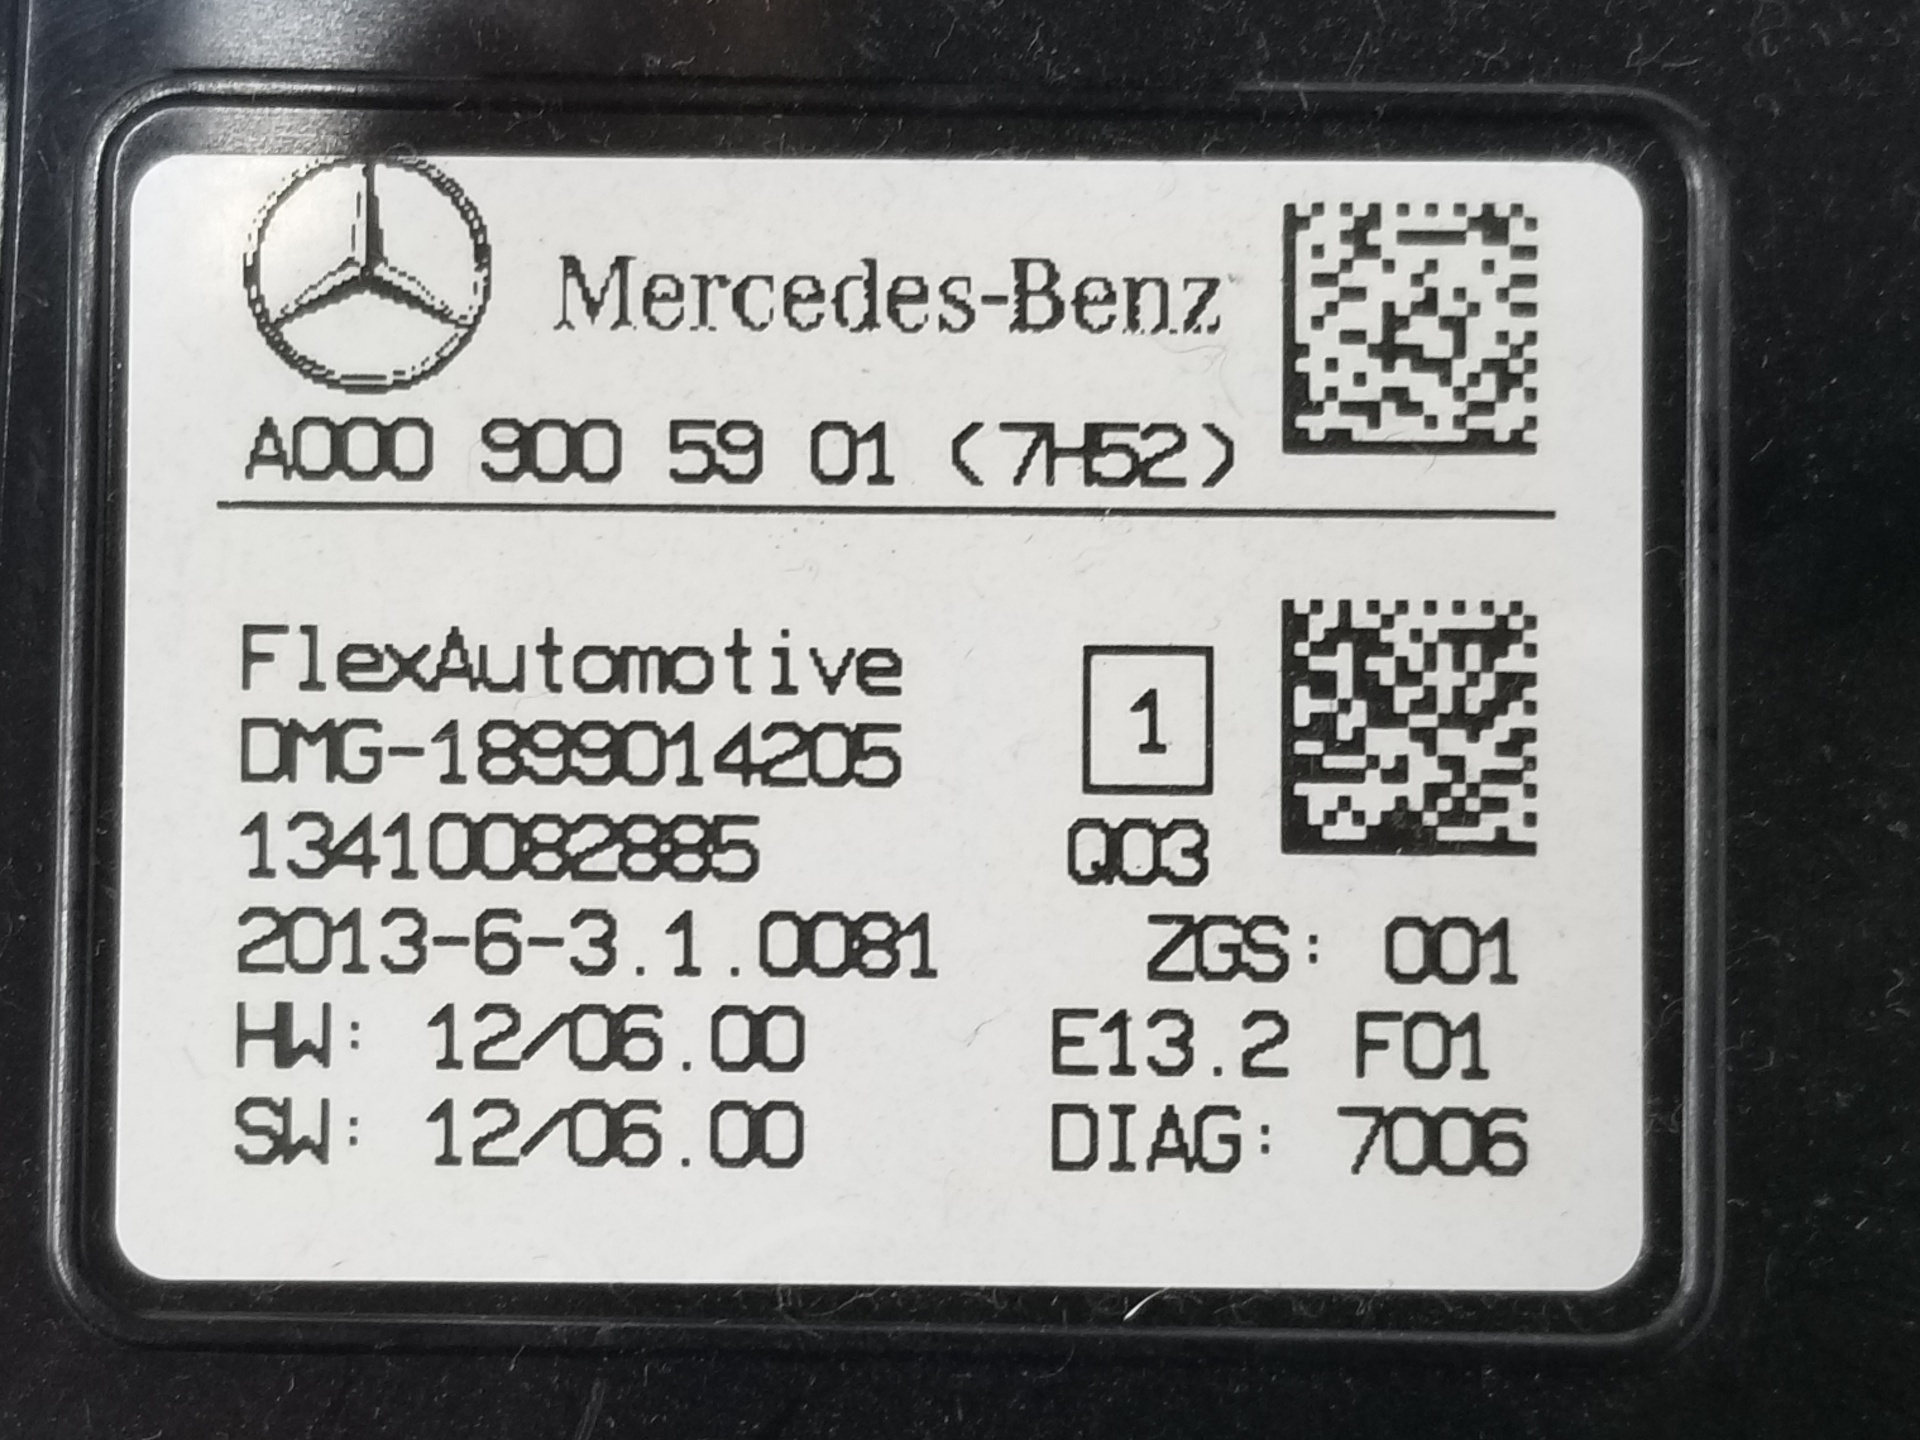 Mercedes-Benz
A000 900 59 01 (7H52)
FlexAutomotive
1
DMG-1899014205
13410082885 Q03
2013-6-3.1.0081 ZGS: 001
HW: 12/06.00 E13.2 F01
SW: 12/06.00 DIAG: 7006